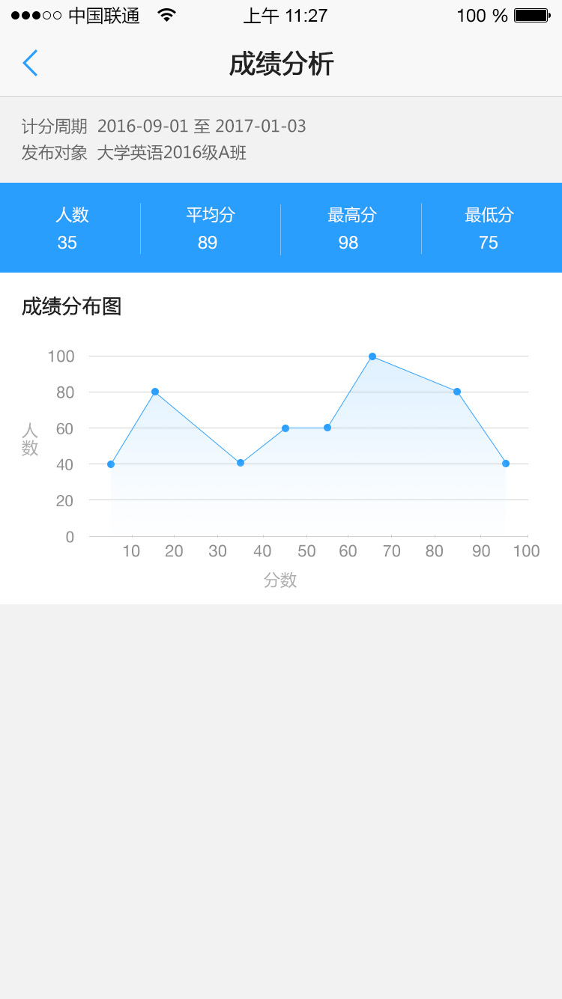 中国联通 上午 11:27 100 %
成绩分析
计分周期 2016-09-01 至 2017-01-03
发布对象 大学英语2016级A班
人数 平均分 最高分 最低分
35 89 98 75
成绩分布图
100
80
60
40
20
0
人数
10 20 30 40 50 60 70 80 90 100
分数